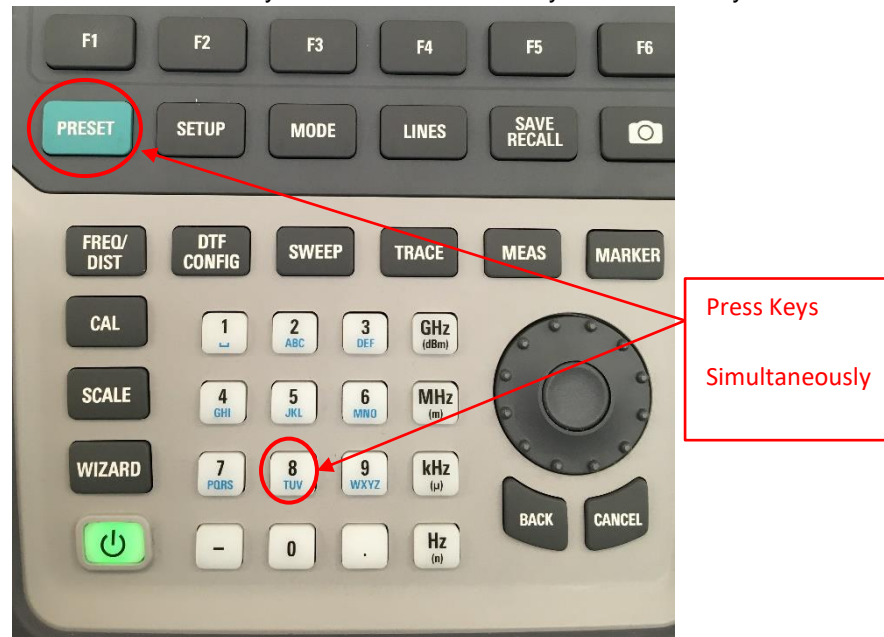 F1
F2
F3
F4
F5
F6
PRESET
SETUP
MODE
LINES
SAVE
RECALL
FREQ/
DIST
DTF
CONFIG
SWEEP
TRACE
MEAS
MARKER
CAL
1
2
ABC
3
DEF
GHz
(dBm)
Press Keys
Simultaneously
SCALE
4
GHI
5
JKL
6
MNO
MHz
(m)
WIZARD
7
PQRS
8
TUV
9
WXYZ
kHz
(µ)
BACK
CANCEL
–
0
.
Hz
(n)